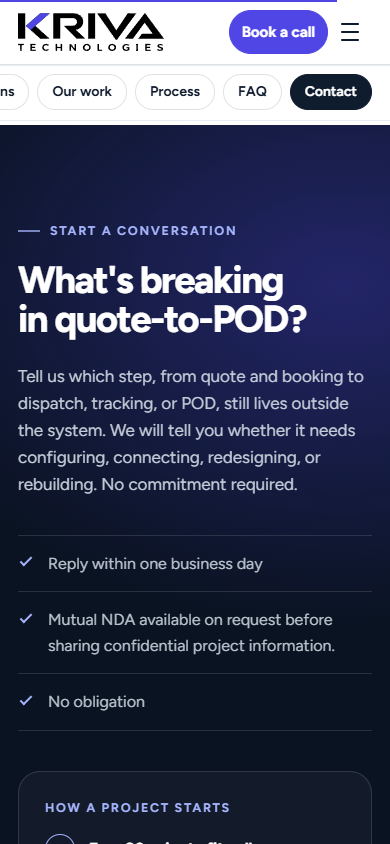 KRIVA
TECHNOLOGIES
Book a call
ns
Our work
Process
FAQ
Contact
START A CONVERSATION
What's breaking
in quote-to-POD?
Tell us which step, from quote and booking to
dispatch, tracking, or POD, still lives outside
the system. We will tell you whether it needs
configuring, connecting, redesigning, or
rebuilding. No commitment required.
Reply within one business day
Mutual NDA available on request before
sharing confidential project information.
No obligation
HOW A PROJECT STARTS